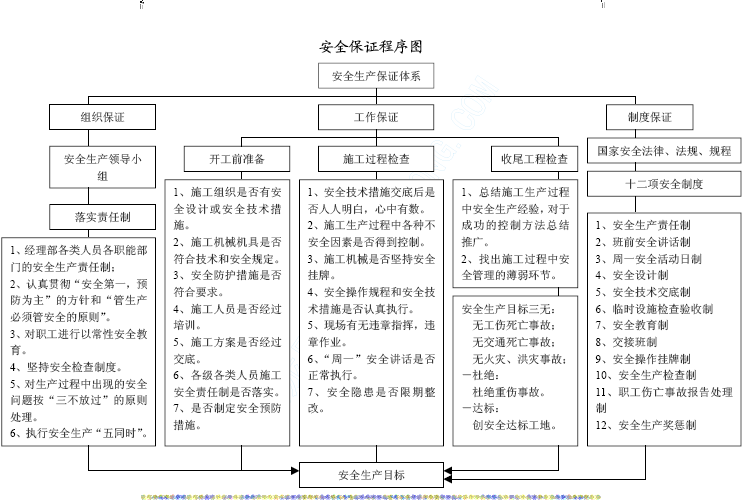 安全保证程序图
安全生产保证体系
组织保证
工作保证
制度保证
安全生产领导小
组
落实责任制
1、经理部各类人员各职能部
门的安全生产责任制；
2、认真贯彻“安全第一，预
防为主”的方针和“管生产
必须管安全的原则”。
3、对职工进行以常性安全教
育。
4、坚持安全检查制度。
5、对生产过程中出现的安全
问题按“三不放过”的原则
处理。
6、执行安全生产“五同时”。
开工前准备
1、施工组织是否有安
全设计或安全技术措
施。
2、施工机械机具是否
符合技术和安全规定。
3、安全防护措施是否
符合要求。
4、施工人员是否经过
培训。
5、施工方案是否经过
交底。
6、各级各类人员施工
安全责任制是否落实。
7、是否制定安全预防
措施。
施工过程检查
1、安全技术措施交底后是
否人人明白，心中有数。
2、施工生产过程中各种不
安全因素是否得到控制。
3、施工机械是否坚持安全
挂牌。
4、安全操作规程和安全技
术措施是否认真执行。
5、现场有无违章指挥，违
章作业。
6、“周一”安全讲话是否
正常执行。
7、安全隐患是否限期整
改。
收尾工程检查
1、总结施工生产过程
中安全生产经验，对于
成功的控制方法总结
推广。
2、找出施工过程中安
全管理的薄弱环节。
安全生产目标三无：
无工伤死亡事故；
无交通死亡事故；
无火灾、洪灾事故；
一杜绝：
杜绝重伤事故。
一达标：
创安全达标工地。
国家安全法律、法规、规程
十二项安全制度
1、安全生产责任制
2、班前安全讲话制
3、周一安全活动日制
4、安全设计制
5、安全技术交底制
6、临时设施检查验收制
7、安全教育制
8、交接班制
9、安全操作挂牌制
10、安全生产检查制
11、职工伤亡事故报告处理
制
12、安全生产奖惩制
安全生产目标